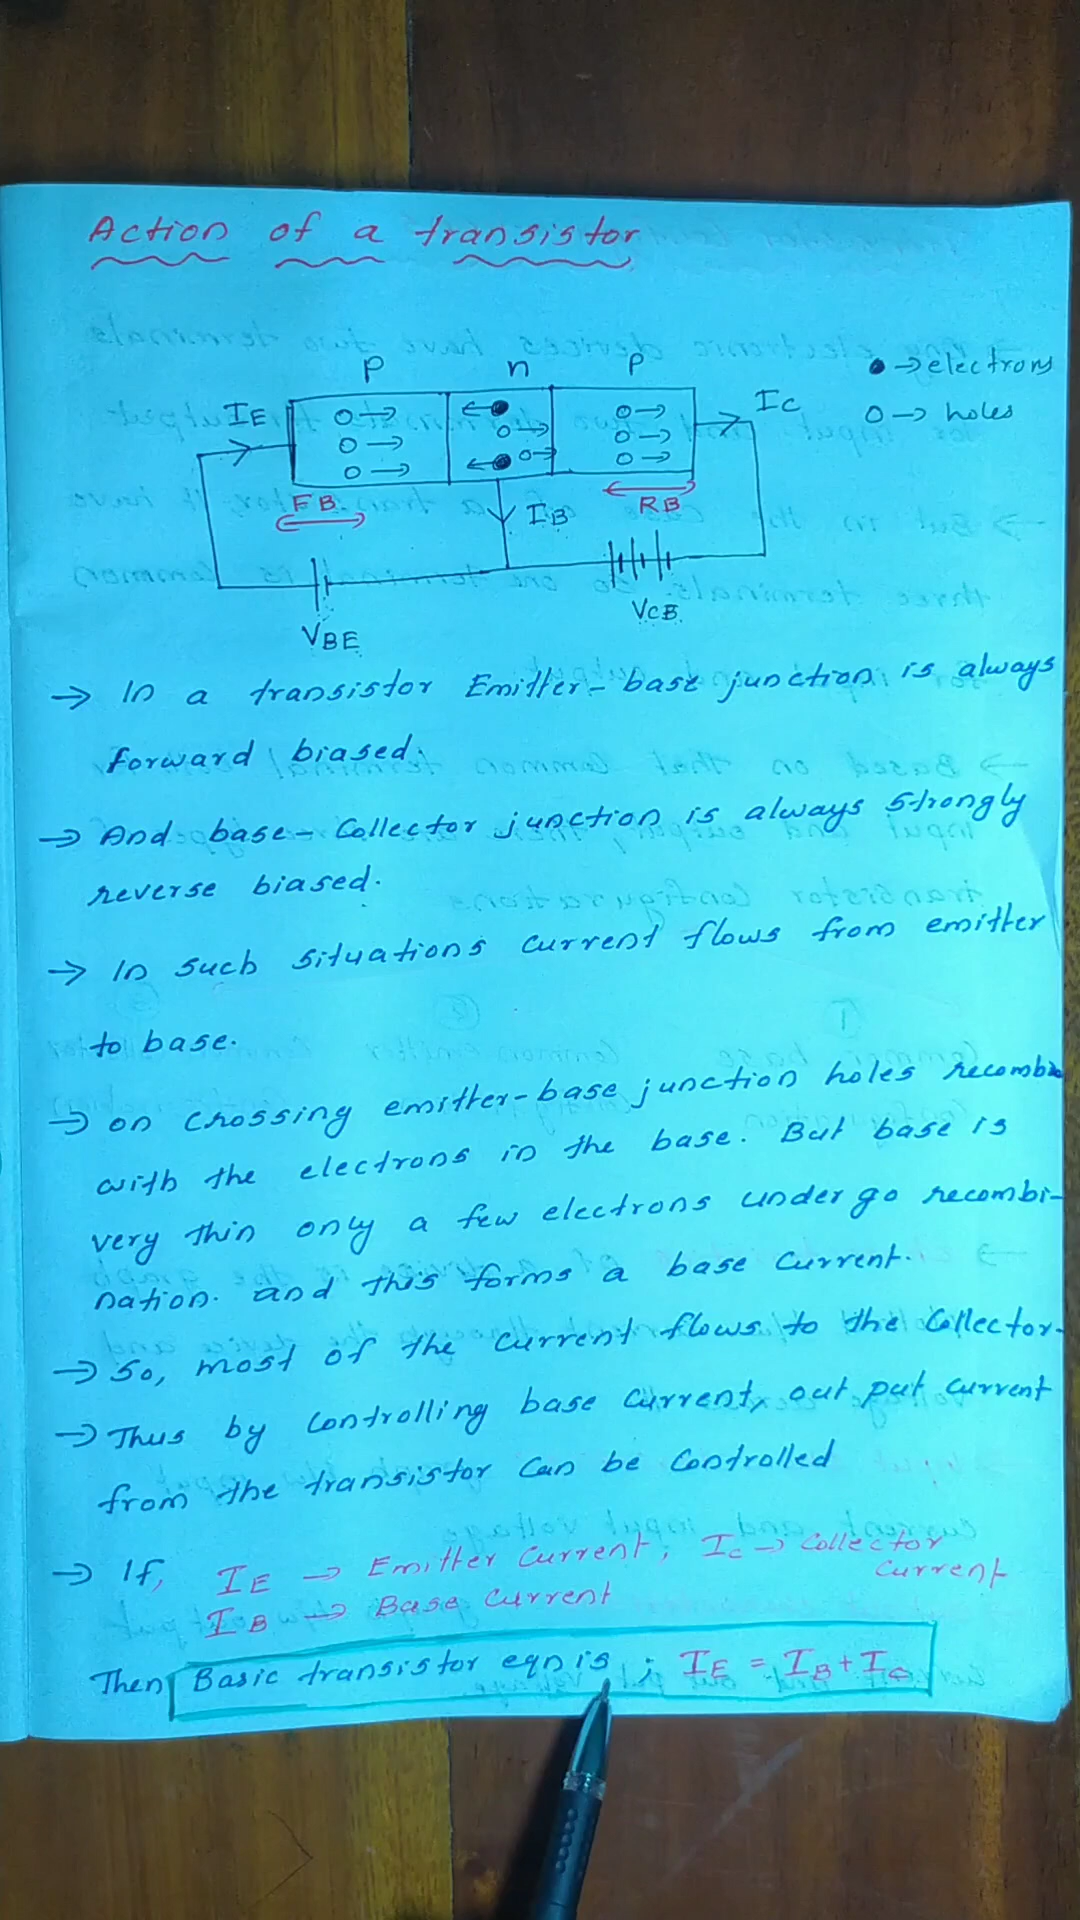 Action of a transistor
P n P
● → electrons
IE IC
o → holes
FB IB RB
VBE VCB
→ In a transistor Emitter - base junction is always
forward biased.
→ And base - Collector junction is always strongly
reverse biased.
→ In such situations current flows from emitter
to base.
→ on crossing emitter-base junction holes recombi
with the electrons in the base. But base is
very thin only a few electrons undergo recombi-
nation. and this forms a base current.
→ So, most of the current flows to the Collector.
→ Thus by controlling base current, out put current
from the transistor can be controlled
→ If, IE → Emitter current, Ic → Collector
current
IB → Base current
Then Basic transistor eqn is ; IE = IB + Ic